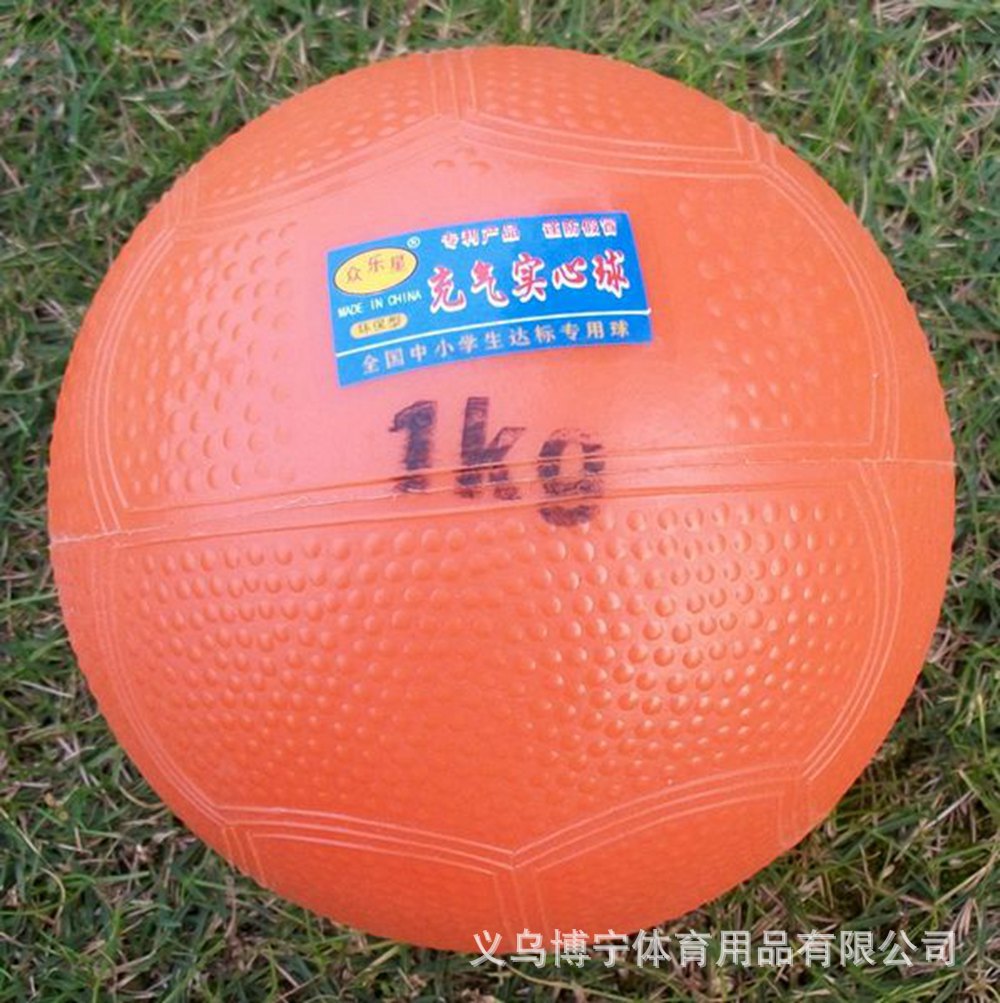 专利产品 谨防假冒
众乐星®
充气实心球
MADE IN CHINA
环保型
全国中小学生达标专用球
1kg
义乌博宁体育用品有限公司